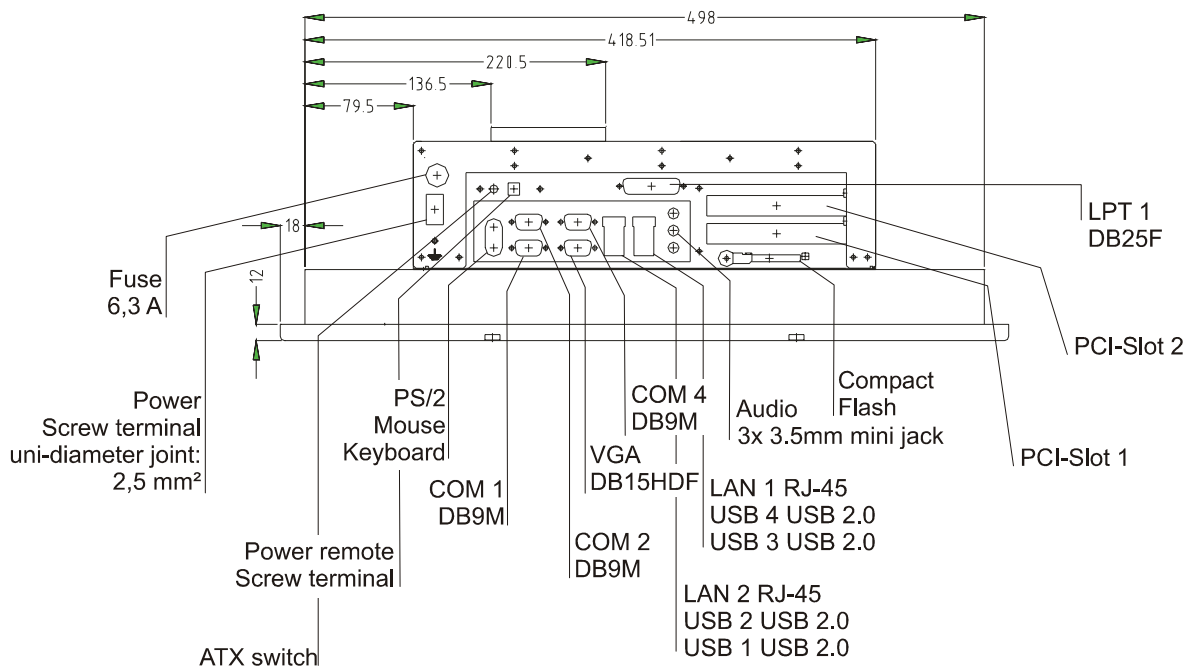 498
418.51
220.5
136.5
79.5
18
12
Fuse
6,3 A
LPT 1
DB25F
PCI-Slot 2
Power
Screw terminal
uni-diameter joint:
2,5 mm²
PS/2
Mouse
Keyboard
COM 4
DB9M
Audio
3x 3.5mm mini jack
Compact
Flash
PCI-Slot 1
VGA
DB15HDF
COM 1
DB9M
LAN 1 RJ-45
USB 4 USB 2.0
USB 3 USB 2.0
COM 2
DB9M
Power remote
Screw terminal
LAN 2 RJ-45
USB 2 USB 2.0
USB 1 USB 2.0
ATX switch